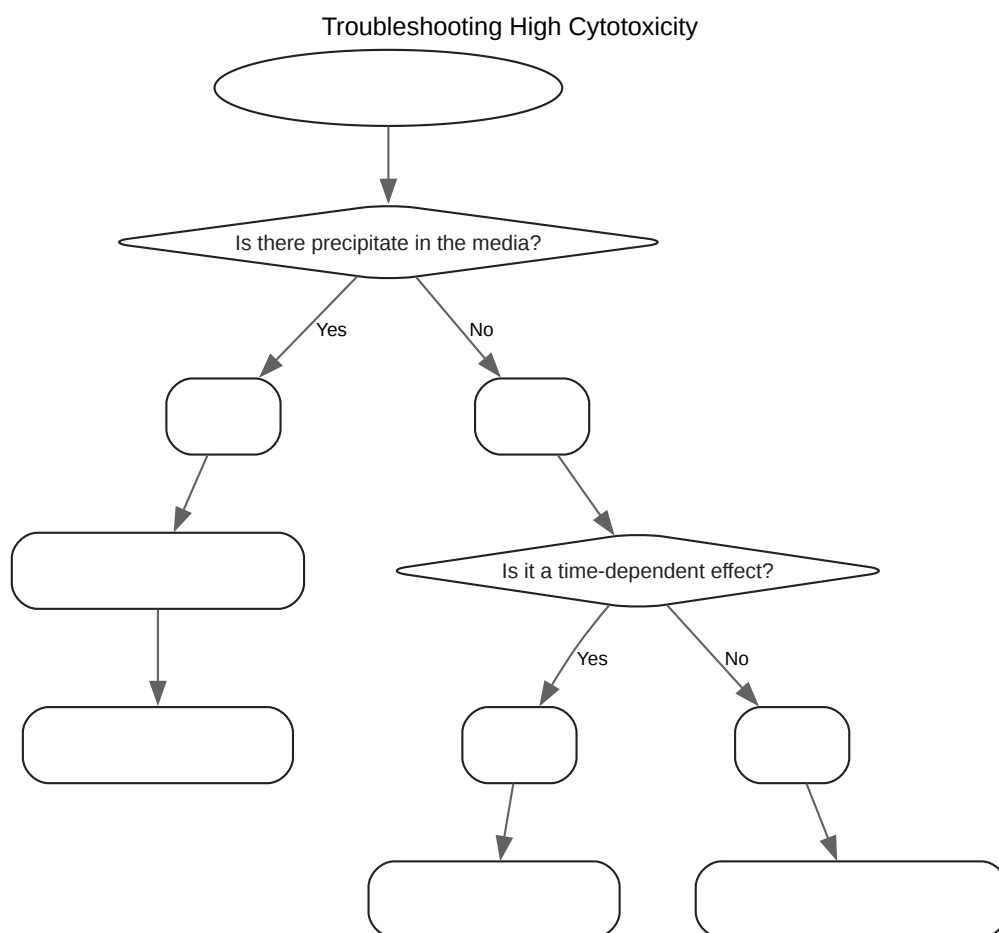 Troubleshooting High Cytotoxicity
Is there precipitate in the media?
Yes
No
Is it a time-dependent effect?
Yes
No